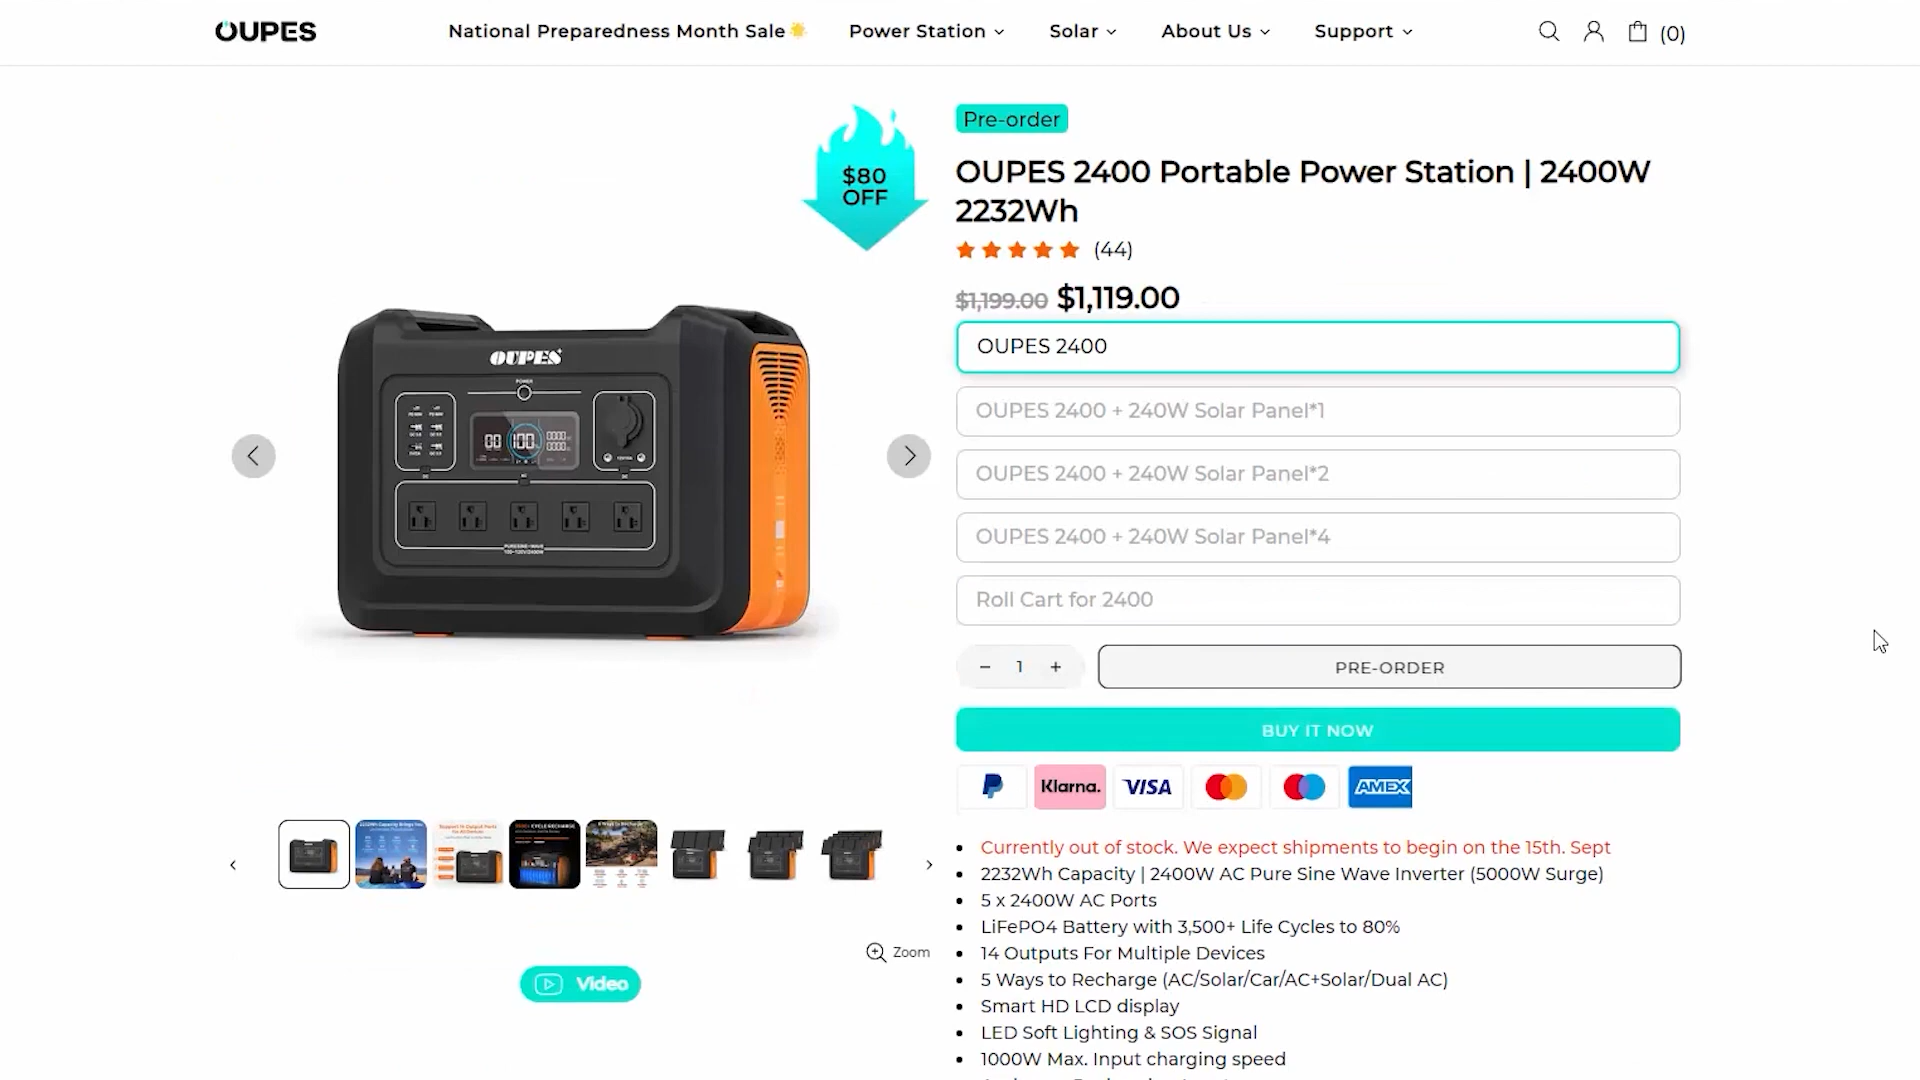 OUPES
National Preparedness Month Sale
Power Station
Solar
About Us
Support
(0)
$80
OFF
Pre-order
OUPES 2400 Portable Power Station | 2400W
2232Wh
(44)
$1,199.00 $1,119.00
OUPES 2400
OUPES 2400 + 240W Solar Panel*1
OUPES 2400 + 240W Solar Panel*2
OUPES 2400 + 240W Solar Panel*4
Roll Cart for 2400
− 1 +
PRE-ORDER
BUY IT NOW
Klarna.
VISA
AMEX
OUPES
POWER
00
100
Zoom
Video
Currently out of stock. We expect shipments to begin on the 15th. Sept
2232Wh Capacity | 2400W AC Pure Sine Wave Inverter (5000W Surge)
5 x 2400W AC Ports
LiFePO4 Battery with 3,500+ Life Cycles to 80%
14 Outputs For Multiple Devices
5 Ways to Recharge (AC/Solar/Car/AC+Solar/Dual AC)
Smart HD LCD display
LED Soft Lighting & SOS Signal
1000W Max. Input charging speed